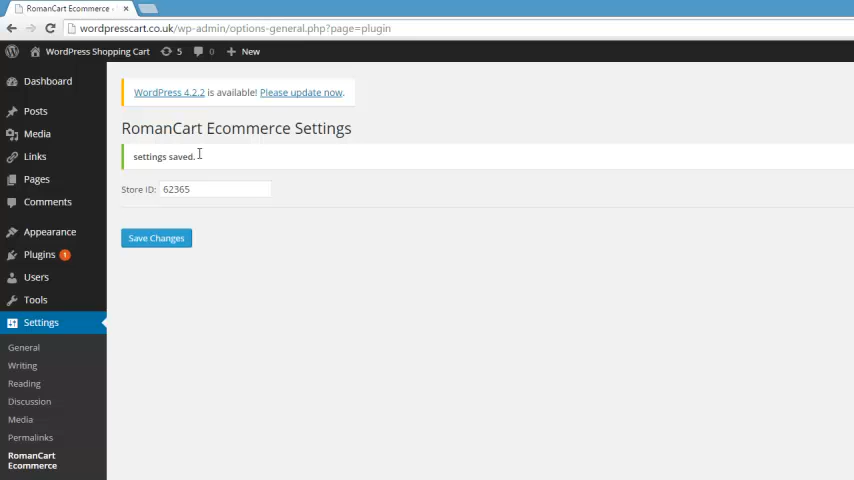 RomanCart Ecommerce ‹
wordpresscart.co.uk/wp-admin/options-general.php?page=plugin
WordPress Shopping Cart 5 0 New
Dashboard
Posts
Media
Links
Pages
Comments
Appearance
Plugins 1
Users
Tools
Settings
General
Writing
Reading
Discussion
Media
Permalinks
RomanCart
Ecommerce
WordPress 4.2.2 is available! Please update now.
RomanCart Ecommerce Settings
settings saved.
Store ID: 62365
Save Changes